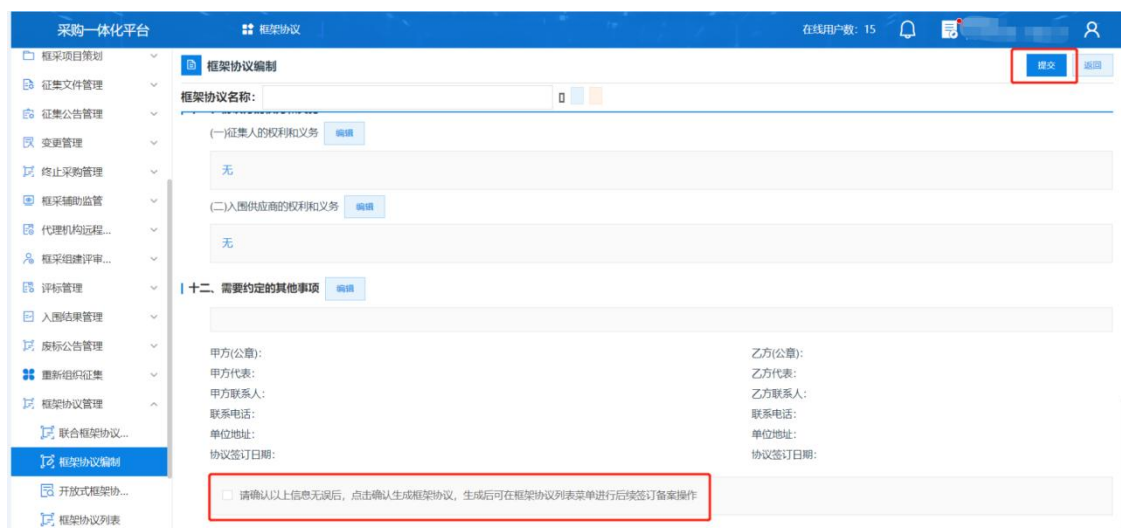 采购一体化平台
框架协议
在线用户数：15
框采项目策划
征集文件管理
征集公告管理
变更管理
终止采购管理
框采辅助监管
代理机构远程...
框采组建评审...
评标管理
入围结果管理
废标公告管理
重新组织征集
框架协议管理
联合框架协议...
框架协议编制
开放式框架协...
框架协议列表
框架协议编制
提交 返回
框架协议名称：
(一)征集人的权利和义务 编辑
无
(二)入围供应商的权利和义务 编辑
无
十二、需要约定的其他事项 编辑
甲方(公章)： 乙方(公章)：
甲方代表： 乙方代表：
甲方联系人： 乙方联系人：
联系电话： 联系电话：
单位地址： 单位地址：
协议签订日期： 协议签订日期：
请确认以上信息无误后，点击确认生成框架协议，生成后可在框架协议列表菜单进行后续签订备案操作